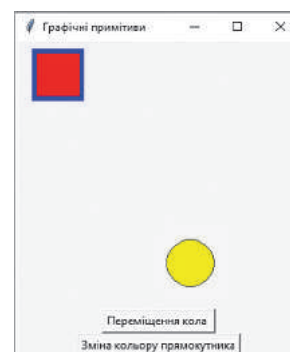 Графічні примітиви
Переміщення кола
Зміна кольору прямокутника